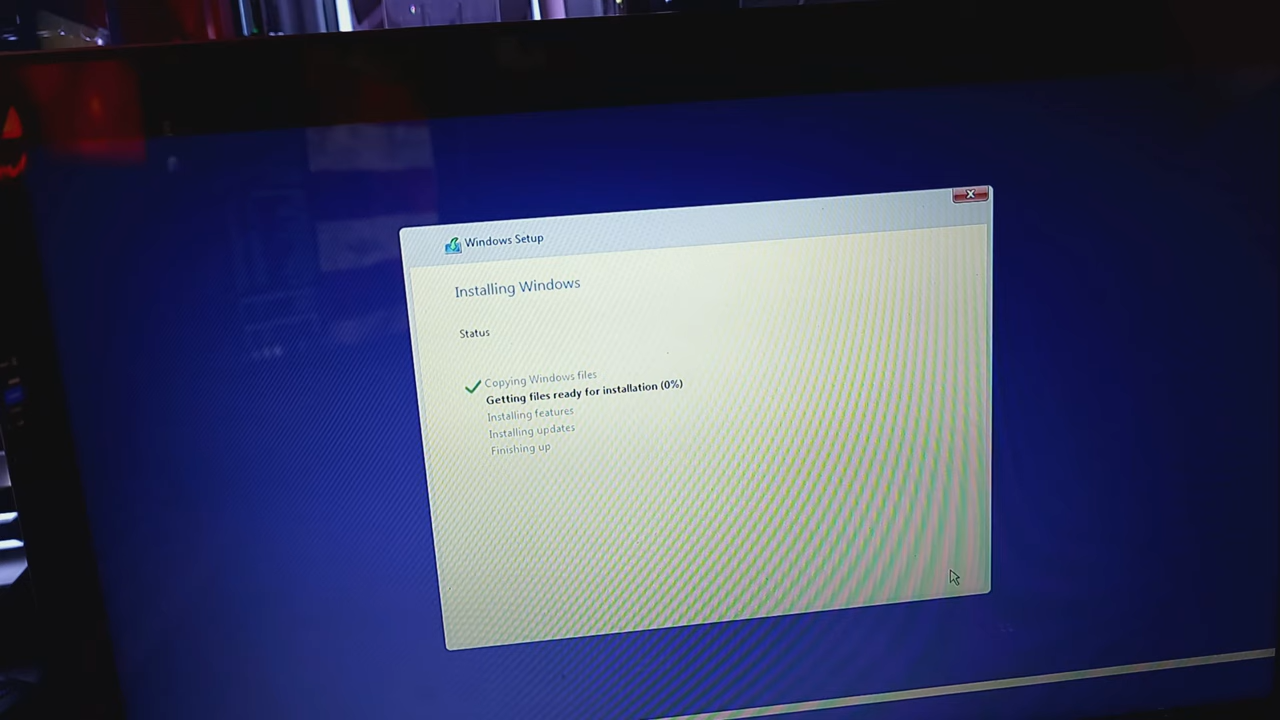 Windows Setup
Installing Windows
Status
Copying Windows files
Getting files ready for installation (0%)
Installing features
Installing updates
Finishing up